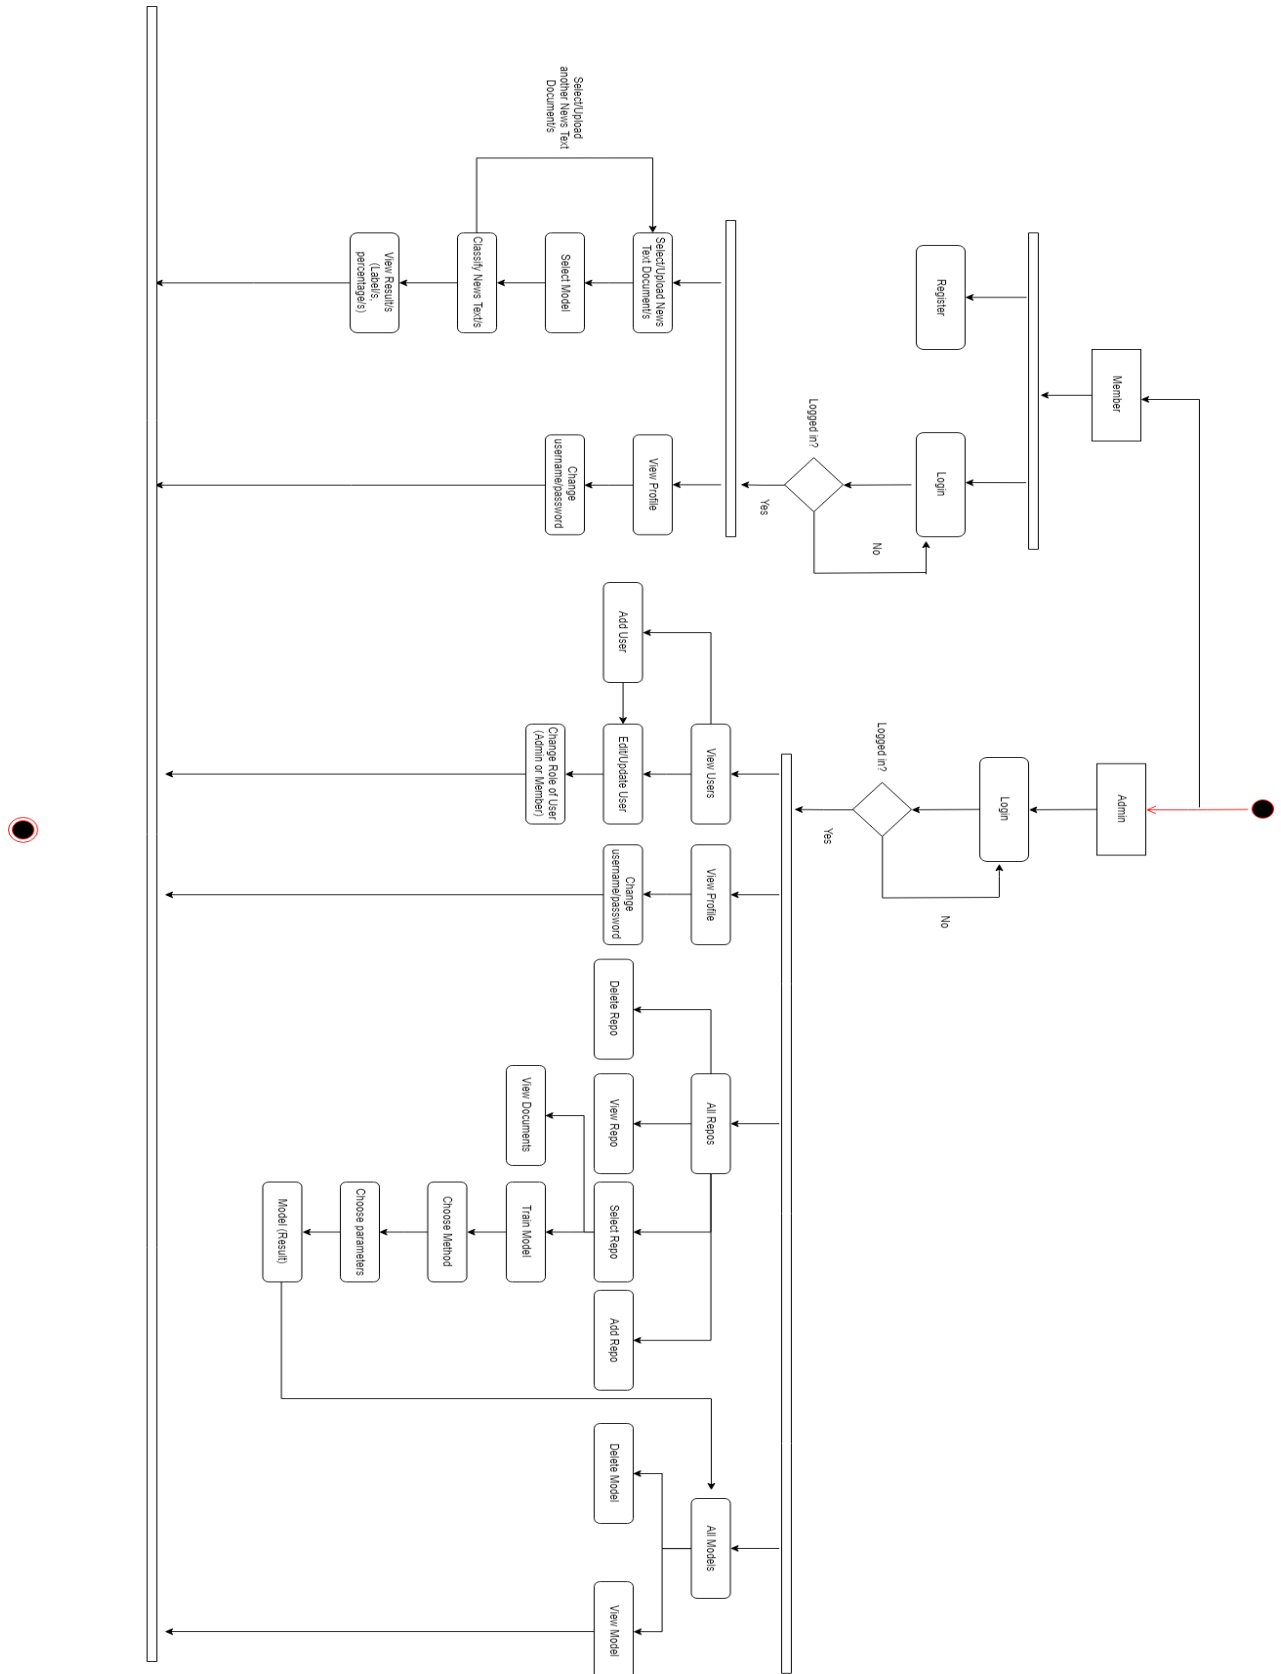 Member
Admin
Register
Login
Login
Logged in?
No
Yes
Logged in?
No
Yes
Select/Upload
another News Text
Document/s
Select/Upload News
Text Document/s
Select Model
Classify News Text/s
View Result/s
(Label/s,
percentage/s)
View Profile
Change
username/password
View Users
Add User
Edit/Update User
Change Role of User
(Admin or Member)
View Profile
Change
username/password
All Repos
Delete Repo
View Repo
Select Repo
Add Repo
View Documents
Train Model
Choose Method
Choose parameters
Model (Result)
All Models
Delete Model
View Model